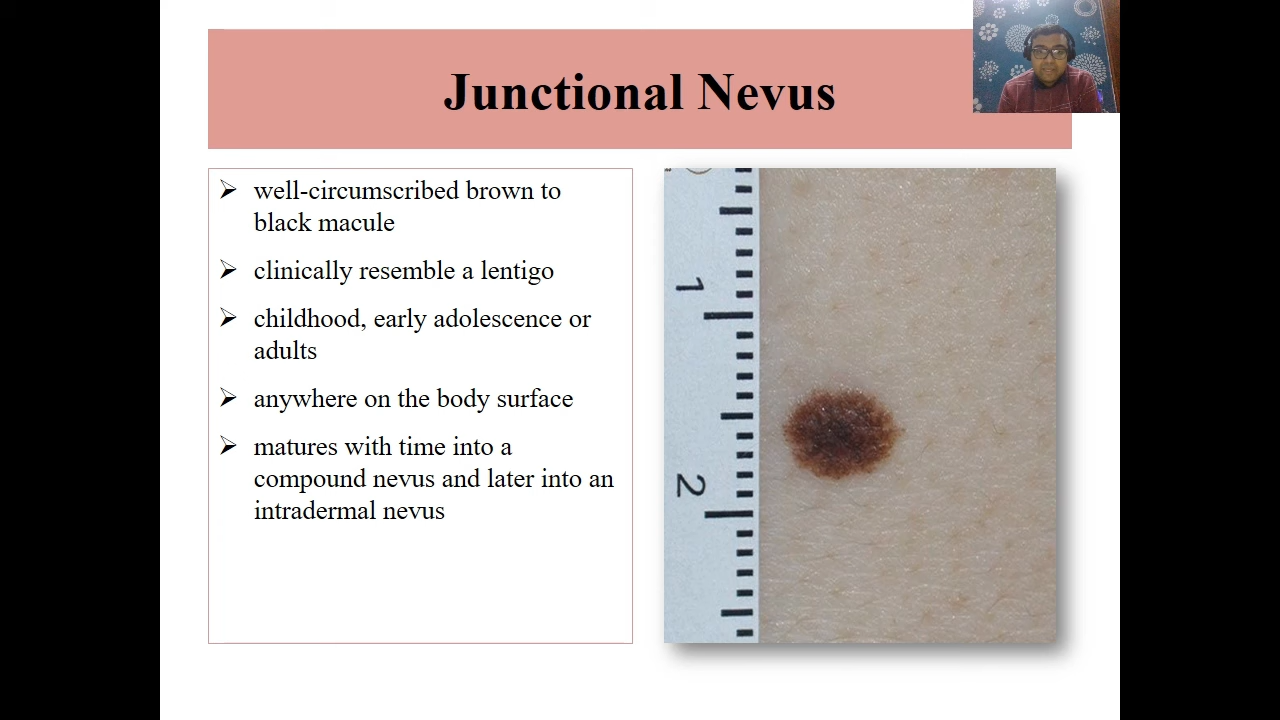 Junctional Nevus
➢ well-circumscribed brown to
black macule
➢ clinically resemble a lentigo
➢ childhood, early adolescence or
adults
➢ anywhere on the body surface
➢ matures with time into a
compound nevus and later into an
intradermal nevus
1
2